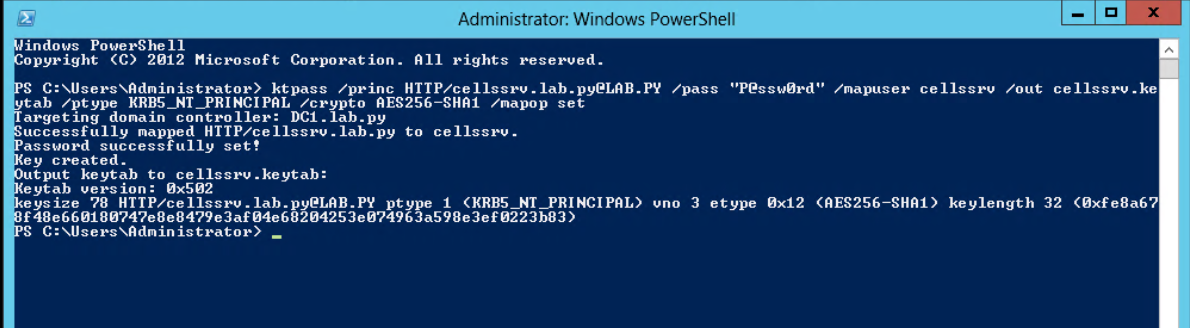 Administrator: Windows PowerShell
Windows PowerShell
Copyright (C) 2012 Microsoft Corporation. All rights reserved.
PS C:\Users\Administrator> ktpass /princ HTTP/cellssrv.lab.py@LAB.PY /pass "P@ssw0rd" /mapuser cellssrv /out cellssrv.ke
ytab /ptype KRB5_NT_PRINCIPAL /crypto AES256-SHA1 /mapop set
Targeting domain controller: DC1.lab.py
Successfully mapped HTTP/cellssrv.lab.py to cellssrv.
Password successfully set!
Key created.
Output keytab to cellssrv.keytab:
Keytab version: 0x502
keysize 78 HTTP/cellssrv.lab.py@LAB.PY ptype 1 (KRB5_NT_PRINCIPAL) vno 3 etype 0x12 (AES256-SHA1) keylength 32 (0xfe8a67
8f48e660180747e8e8479e3af04e68204253e074963a598e3ef0223b83)
PS C:\Users\Administrator> _